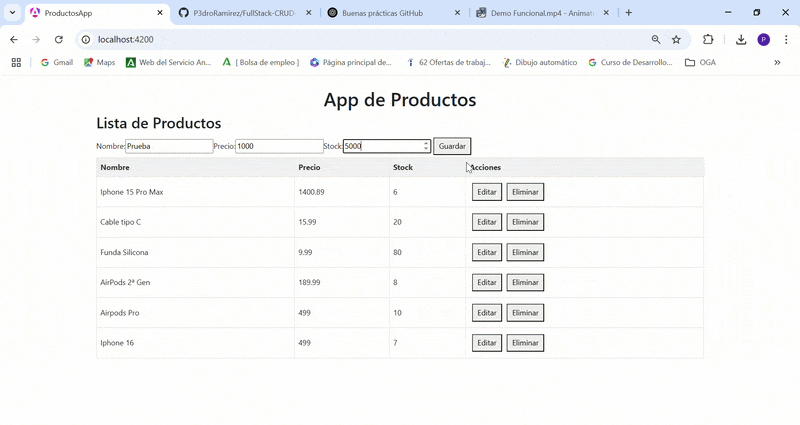 ProductosApp
P3droRamirez/FullStack-CRUD-
Buenas prácticas GitHub
Demo Funcional.mp4 - Animat
localhost:4200
P
Gmail
Maps
Web del Servicio An...
[ Bolsa de empleo ]
Página principal de...
62 Ofertas de trabaj...
Dibujo automático
Curso de Desarrollo...
OGA
App de Productos
Lista de Productos
Nombre: Prueba Precio: 1000 Stock: 5000 Guardar
Nombre Precio Stock Acciones
Iphone 15 Pro Max 1400.89 6 Editar Eliminar
Cable tipo C 15.99 20 Editar Eliminar
Funda Silicona 9.99 80 Editar Eliminar
AirPods 2ª Gen 189.99 8 Editar Eliminar
Airpods Pro 499 10 Editar Eliminar
Iphone 16 499 7 Editar Eliminar